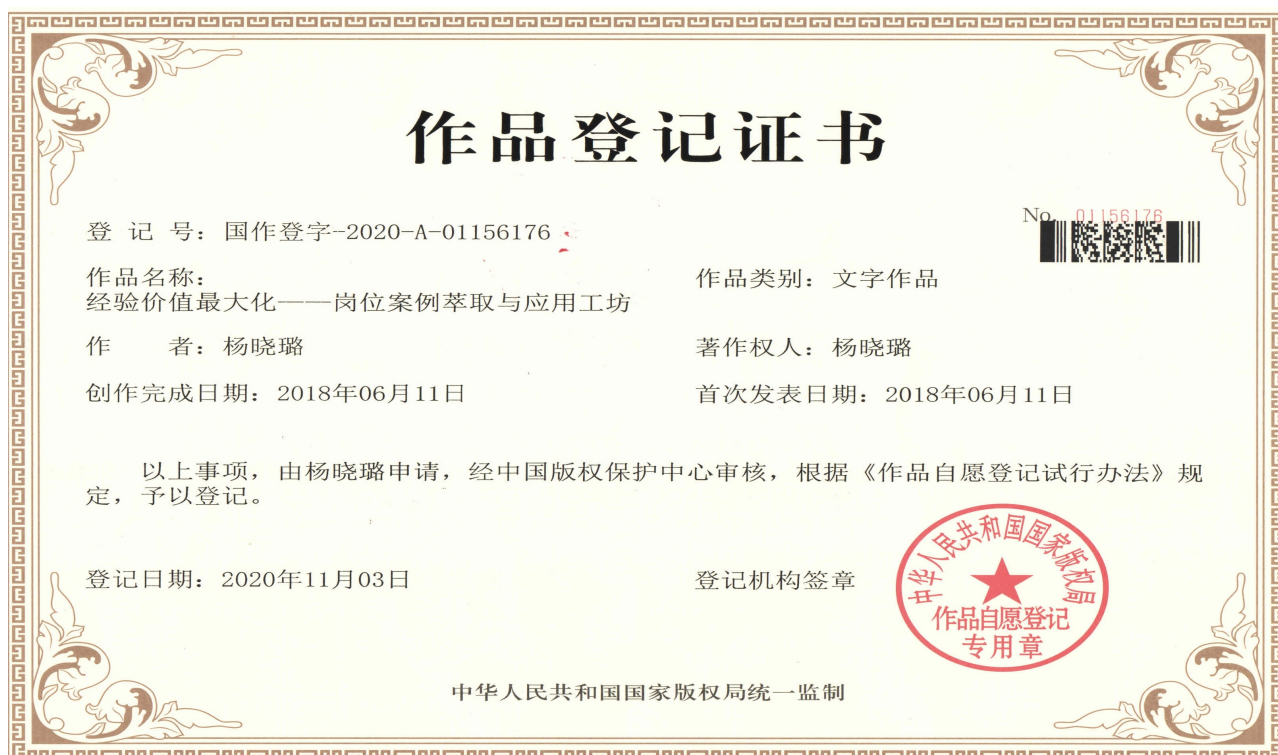 作品登记证书
No. 01156176
登 记 号：国作登字-2020-A-01156176
作品名称：
经验价值最大化——岗位案例萃取与应用工坊
作品类别：文字作品
作 者：杨晓璐
著作权人：杨晓璐
创作完成日期：2018年06月11日
首次发表日期：2018年06月11日
以上事项，由杨晓璐申请，经中国版权保护中心审核，根据《作品自愿登记试行办法》规
定，予以登记。
登记日期：2020年11月03日
登记机构签章
中华人民共和国国家版权局
作品自愿登记
专用章
中华人民共和国国家版权局统一监制